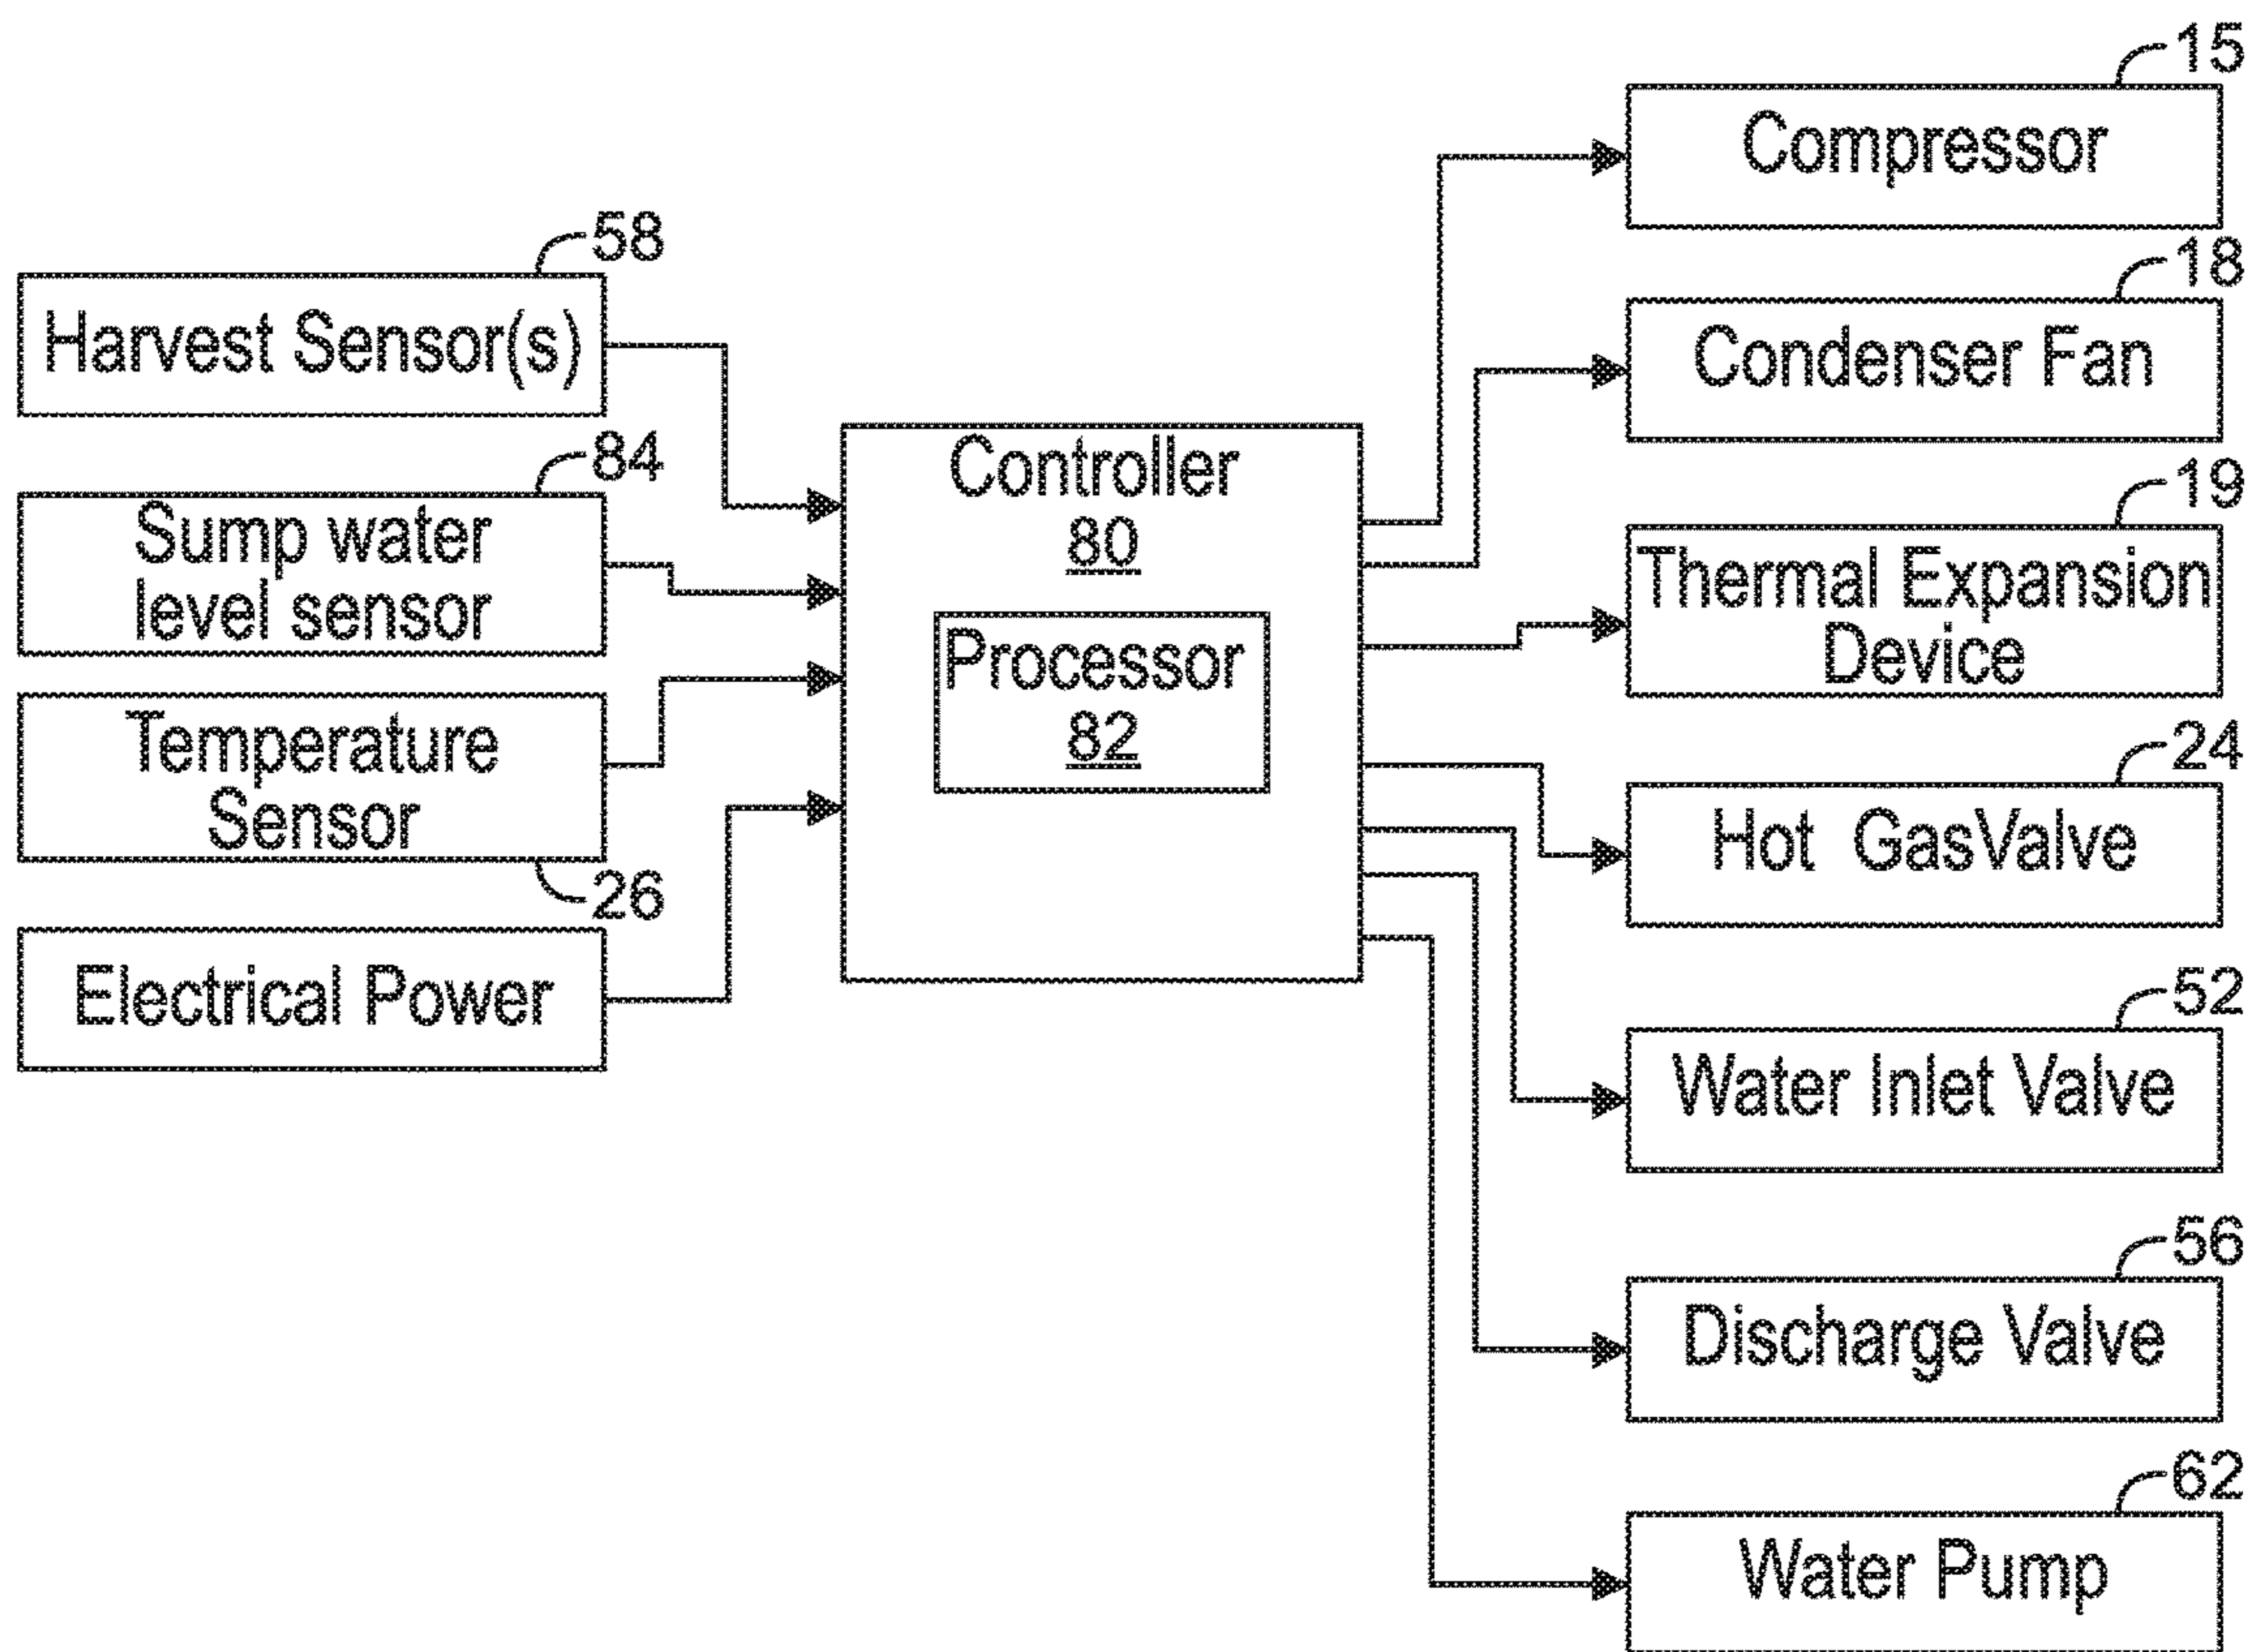 58
Harvest Sensor(s)
84
Sump water
level sensor
Temperature
Sensor
26
Electrical Power
Controller
80
Processor
82
15
Compressor
18
Condenser Fan
19
Thermal Expansion
Device
24
Hot GasValve
52
Water Inlet Valve
56
Discharge Valve
62
Water Pump